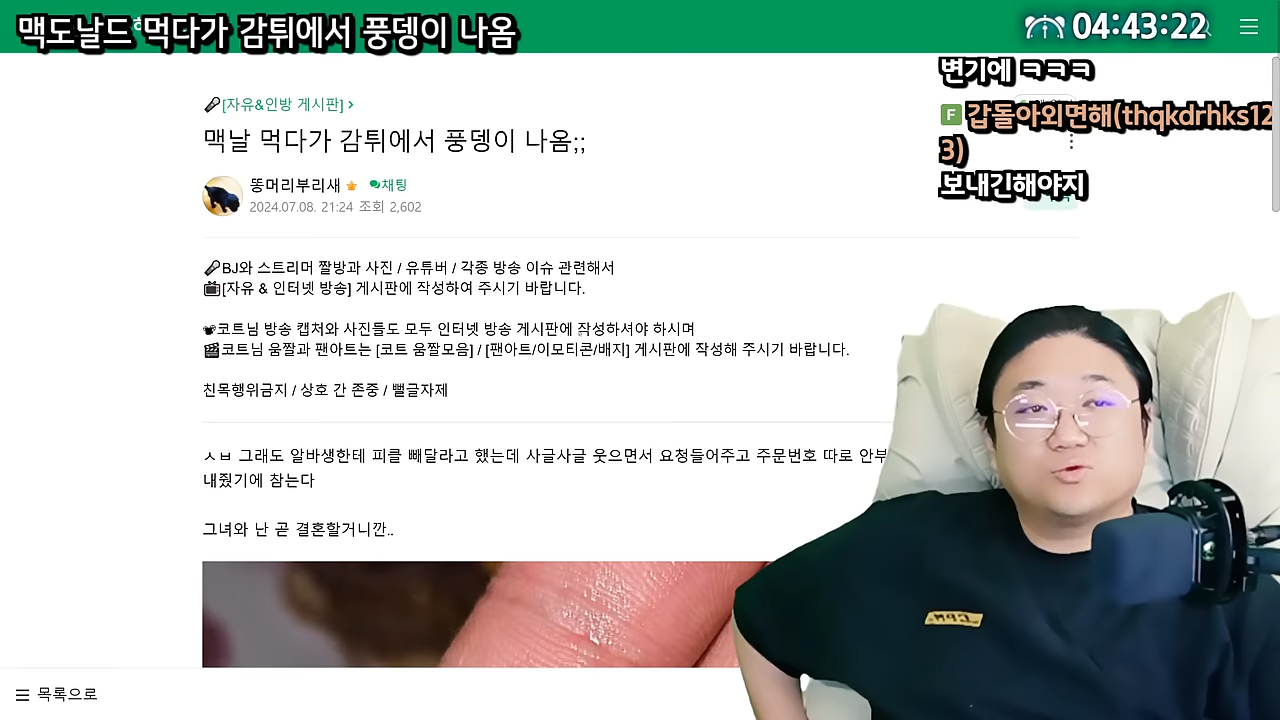 맥도날드 먹다가 감튀에서 풍뎅이 나옴
04:43:22
변기에 ㅋㅋㅋ
F 갑돌아외면해(thqkdrhks12
3)
보내긴해야지
🎤[자유&인방 게시판] >
맥날 먹다가 감튀에서 풍뎅이 나옴;;
똥머리부리새 채팅
2024.07.08. 21:24 조회 2,602
🎤BJ와 스트리머 짤방과 사진 / 유튜버 / 각종 방송 이슈 관련해서
📺[자유 & 인터넷 방송] 게시판에 작성하여 주시기 바랍니다.
코트님 방송 캡쳐와 사진들도 모두 인터넷 방송 게시판에 작성하셔야 하시며
🎬코트님 움짤과 팬아트는 [코트 움짤모음] / [팬아트/이모티콘/배지] 게시판에 작성해 주시기 바랍니다.
친목행위금지 / 상호 간 존중 / 뻘글자제
ㅅㅂ 그래도 알바생한테 피클 빼달라고 했는데 사글사글 웃으면서 요청들어주고 주문번호 따로 안부
내줬기에 참는다
그녀와 난 곧 결혼할거니깐..
목록으로